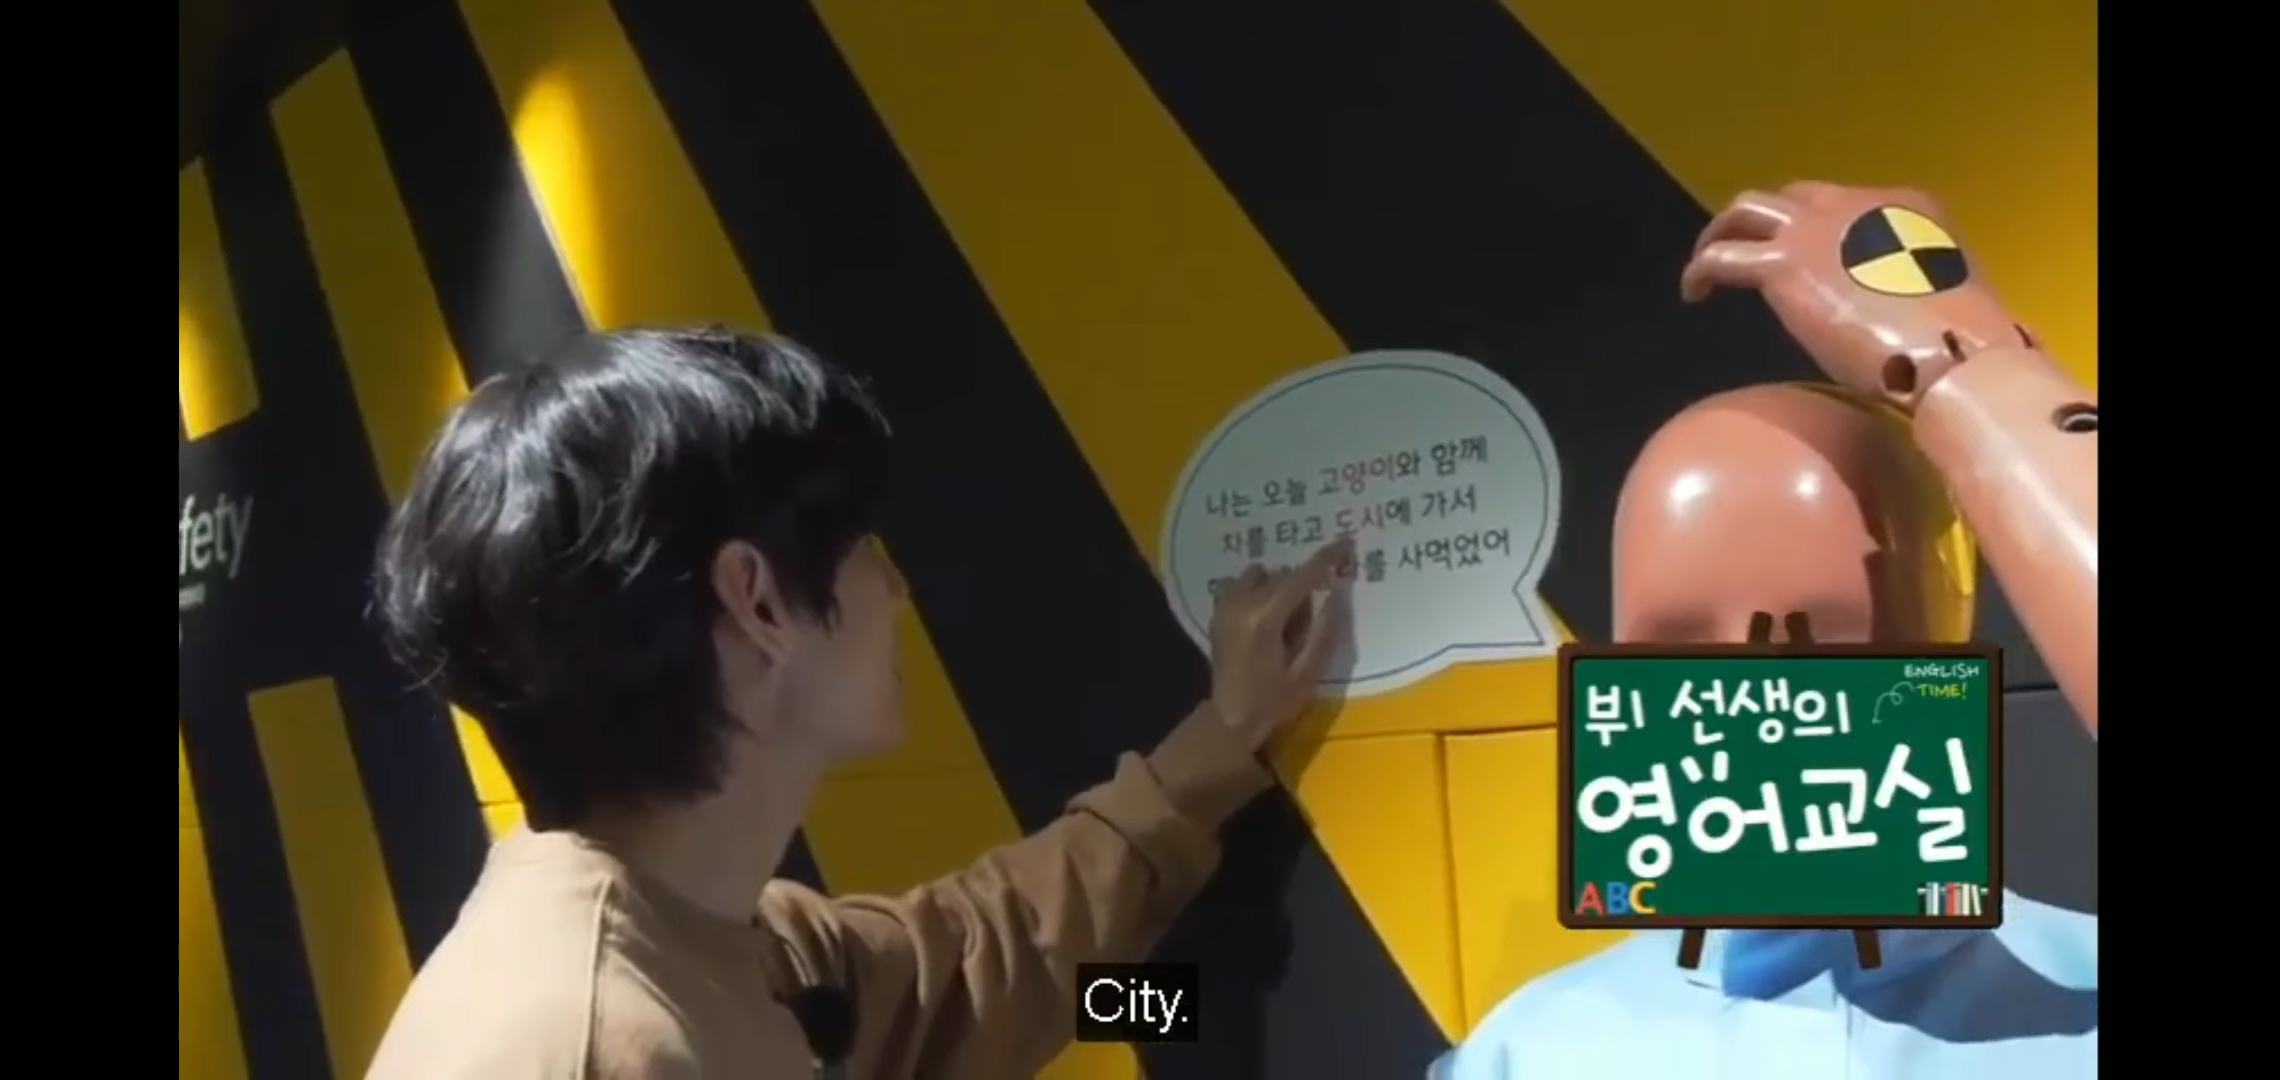 fety
나는 오늘 고양이와 함께
차를 타고 도시에 가서
를 사먹었어
ENGLISH
TIME!
뷔 선생의
영어교실
ABC
City.